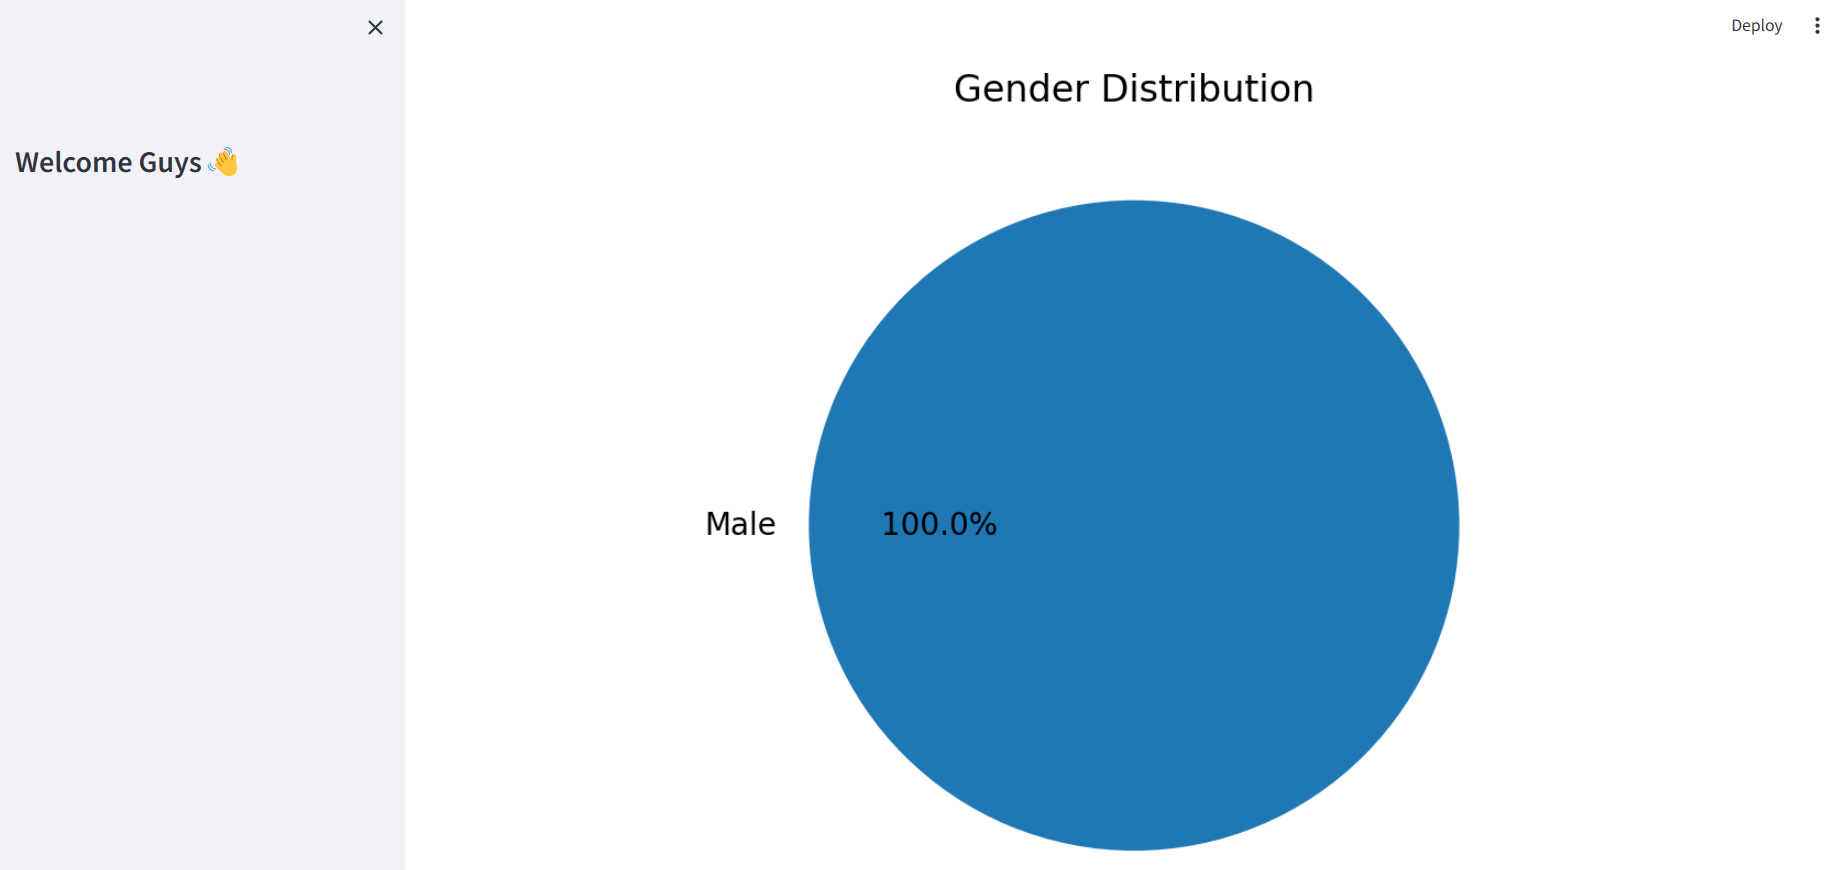 Deploy
Welcome Guys 👋
Gender Distribution
Male
100.0%